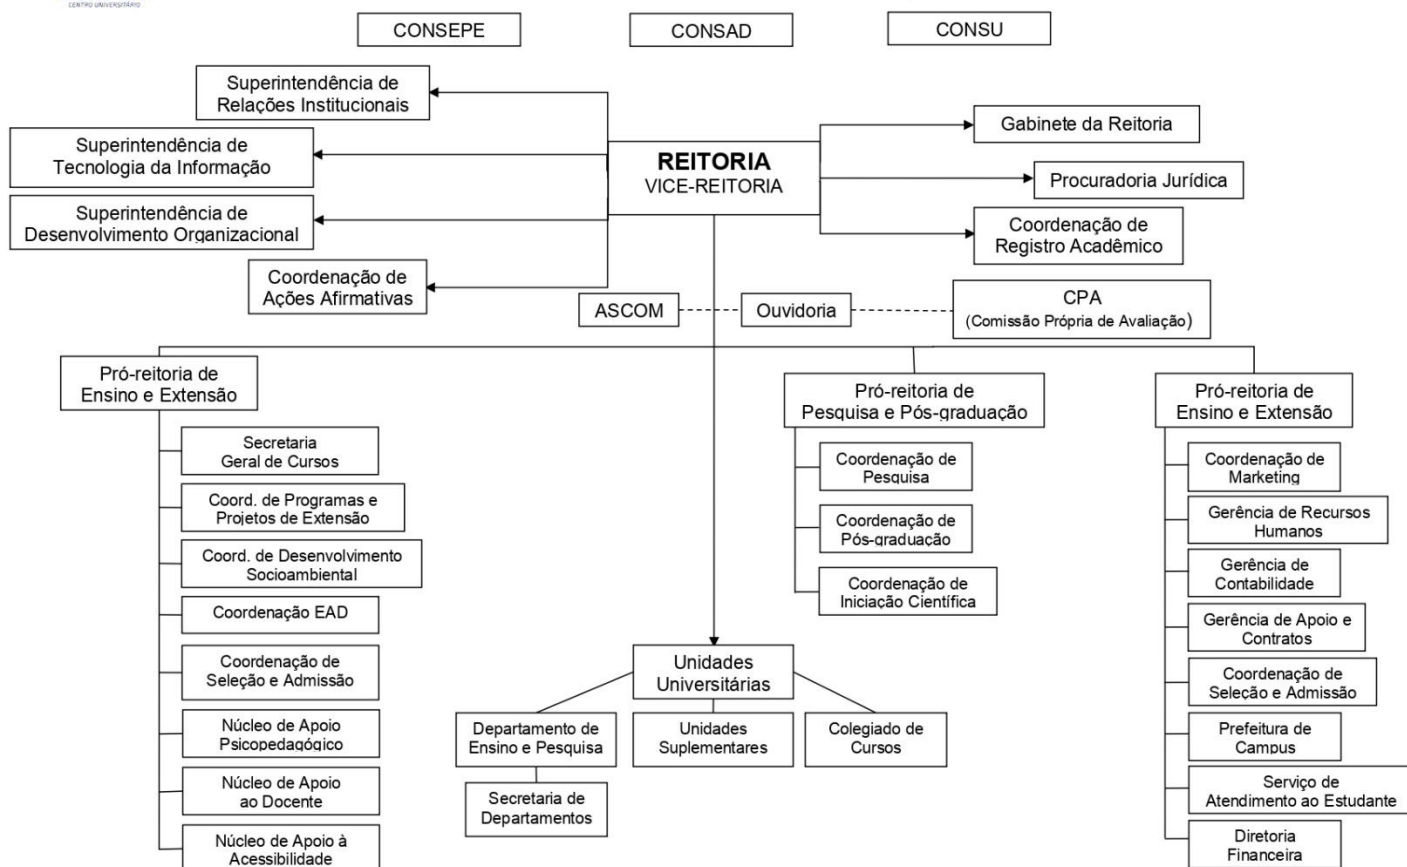 CENTRO UNIVERSITÁRIO
CONSEPE
CONSAD
CONSU
Superintendência de
Relações Institucionais
Superintendência de
Tecnologia da Informação
Superintendência de
Desenvolvimento Organizacional
Coordenação de
Ações Afirmativas
REITORIA
VICE-REITORIA
Gabinete da Reitoria
Procuradoria Jurídica
Coordenação de
Registro Acadêmico
ASCOM
Ouvidoria
CPA
(Comissão Própria de Avaliação)
Pró-reitoria de
Ensino e Extensão
Secretaria
Geral de Cursos
Coord. de Programas e
Projetos de Extensão
Coord. de Desenvolvimento
Socioambiental
Coordenação EAD
Coordenação de
Seleção e Admissão
Núcleo de Apoio
Psicopedagógico
Núcleo de Apoio
ao Docente
Núcleo de Apoio à
Acessibilidade
Unidades
Universitárias
Departamento de
Ensino e Pesquisa
Secretaria de
Departamentos
Unidades
Suplementares
Colegiado de
Cursos
Pró-reitoria de
Pesquisa e Pós-graduação
Coordenação de
Pesquisa
Coordenação de
Pós-graduação
Coordenação de
Iniciação Científica
Pró-reitoria de
Ensino e Extensão
Coordenação de
Marketing
Gerência de Recursos
Humanos
Gerência de
Contabilidade
Gerência de Apoio e
Contratos
Coordenação de
Seleção e Admissão
Prefeitura de
Campus
Serviço de
Atendimento ao Estudante
Diretoria
Financeira